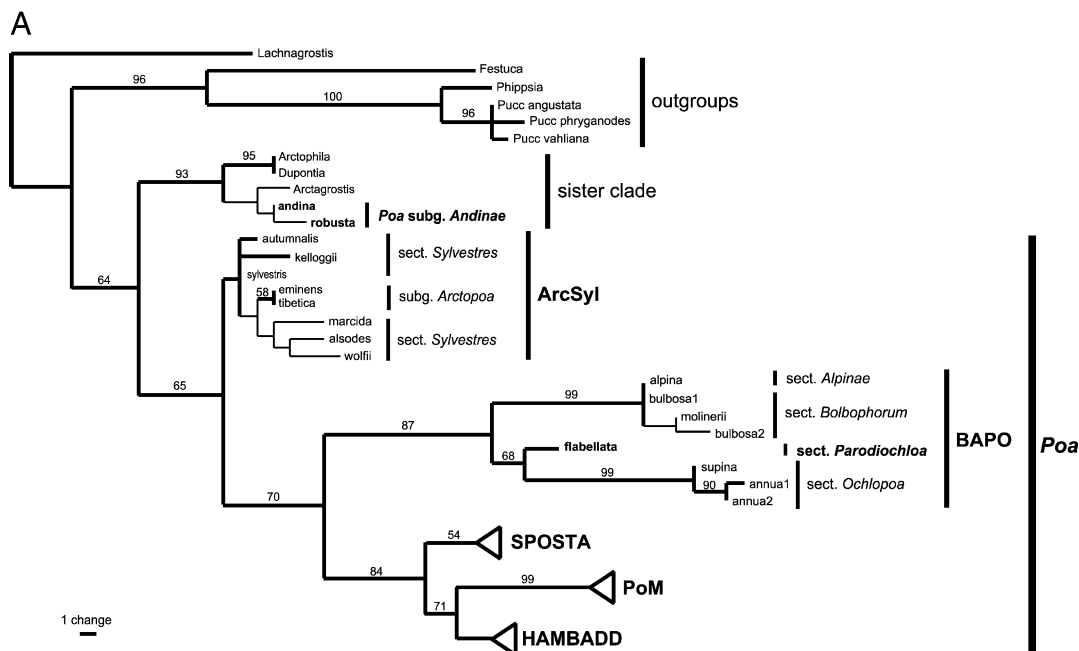 A
Lachnagrostis
Festuca
96
Phippsia
100
outgroups
Pucc angustata
96
Pucc phryganodes
Pucc vahliana
95
Arctophila
Dupontia
93
Arctagrostis
sister clade
andina
robusta
Poa subg. Andinae
autumnalis
kelloggii
sect. Sylvestres
sylvestris
64
58
eminens
tibetica
subg. Arctopoa
ArcSyl
marcida
alsodes
sect. Sylvestres
wolfii
65
alpina
sect. Alpinae
99
bulbosa1
molinerii
sect. Bolbophorum
bulbosa2
87
BAPO
Poa
flabellata
sect. Parodiochloa
68
supina
99
90
annua1
sect. Ochlopoa
annua2
70
54
SPOSTA
84
99
PoM
71
HAMBADD
1 change